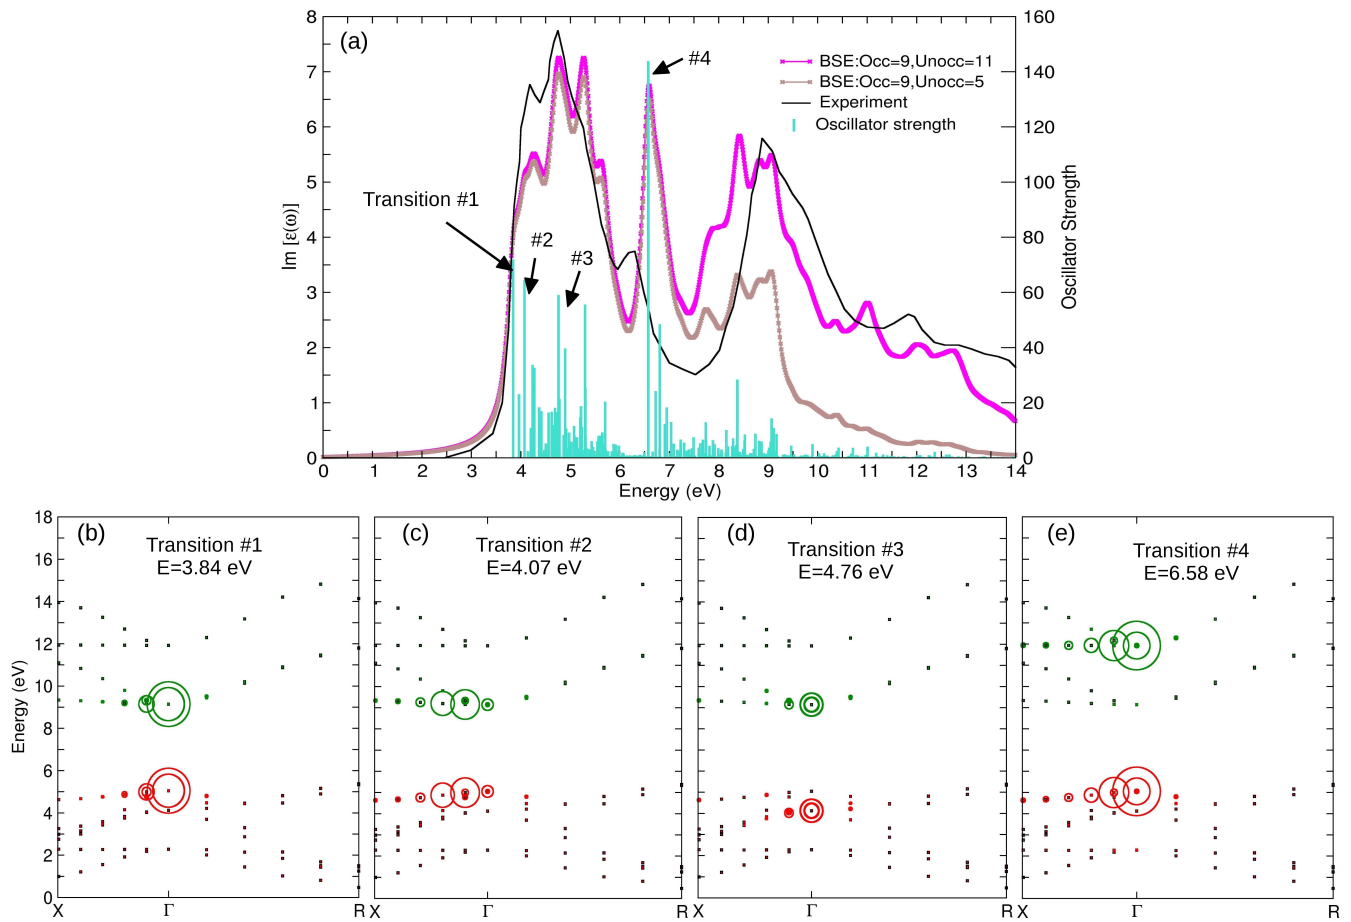 (a)
8
7
6
5
4
3
2
1
0
Im [ε(ω)]
160
140
120
100
80
60
40
20
0
Oscillator Strength
BSE:Occ=9,Unocc=11
BSE:Occ=9,Unocc=5
Experiment
Oscillator strength
#4
Transition #1
#2
#3
0 1 2 3 4 5 6 7 8 9 10 11 12 13 14
Energy (eV)
18
16
14
12
10
8
6
4
2
0
Energy (eV)
(b)
Transition #1
E=3.84 eV
X Γ R
(c)
Transition #2
E=4.07 eV
X Γ R
(d)
Transition #3
E=4.76 eV
X Γ R
(e)
Transition #4
E=6.58 eV
X Γ R